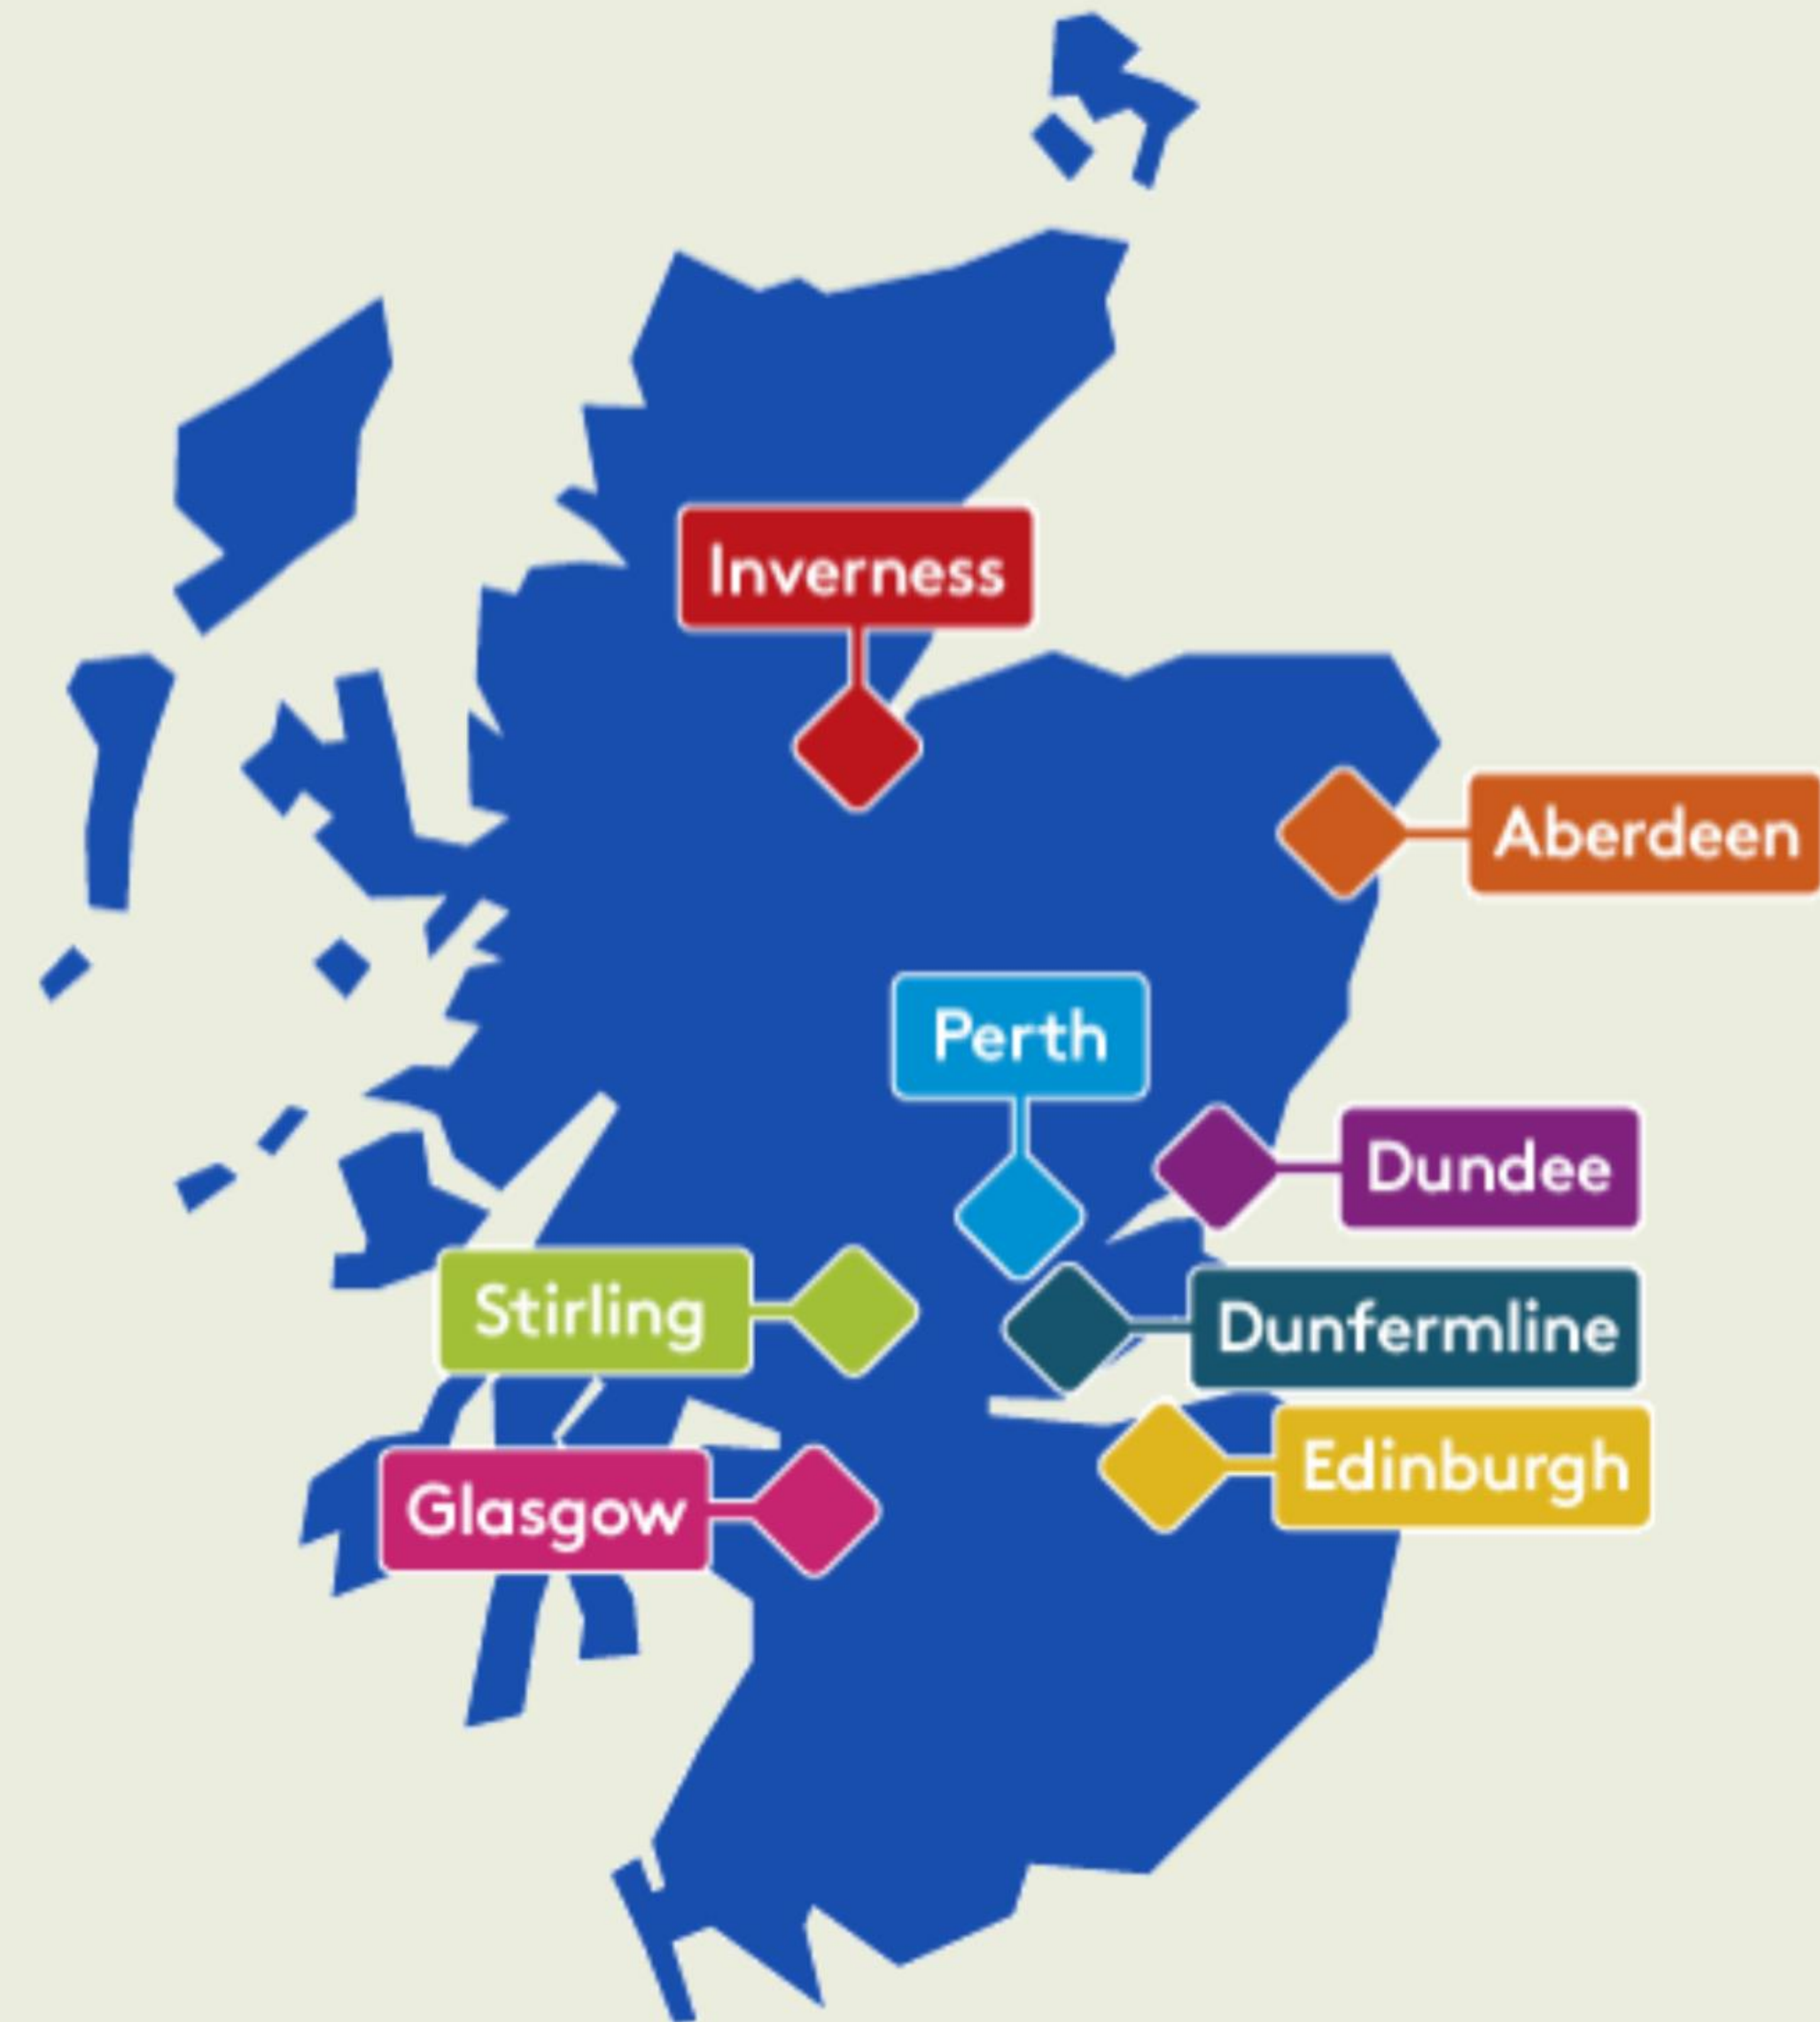 Inverness
Aberdeen
Perth
Dundee
Stirling
Dunfermline
Edinburgh
Glasgow